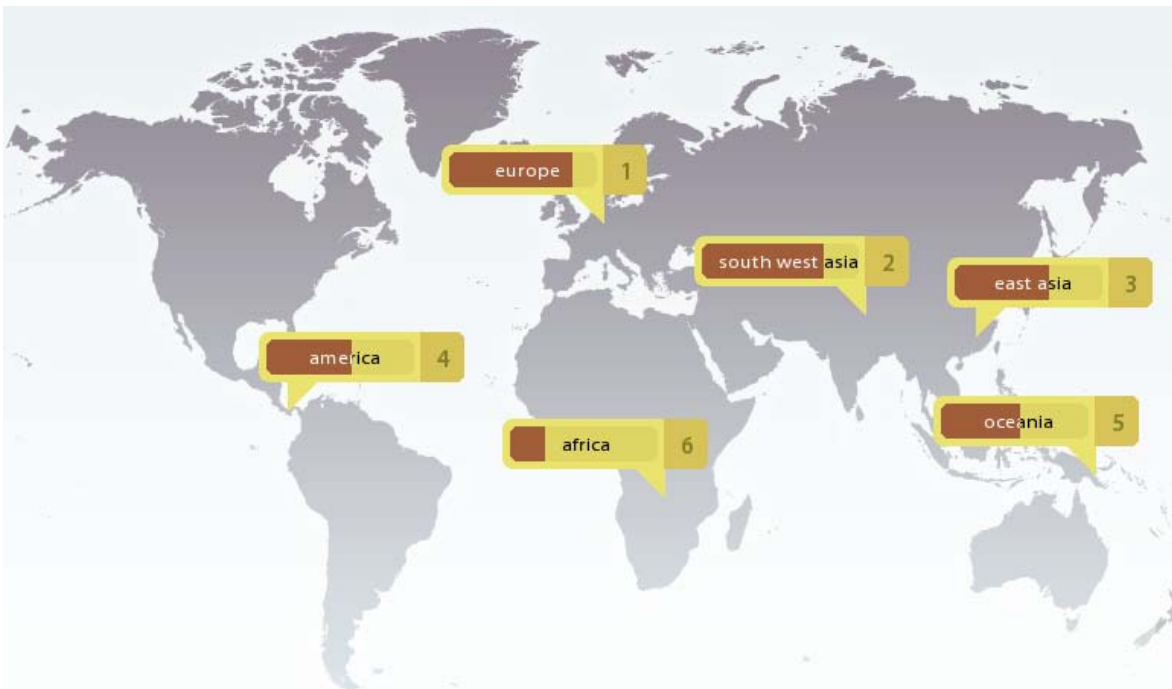 europe 1
south west asia 2
east asia 3
america 4
oceania 5
africa 6